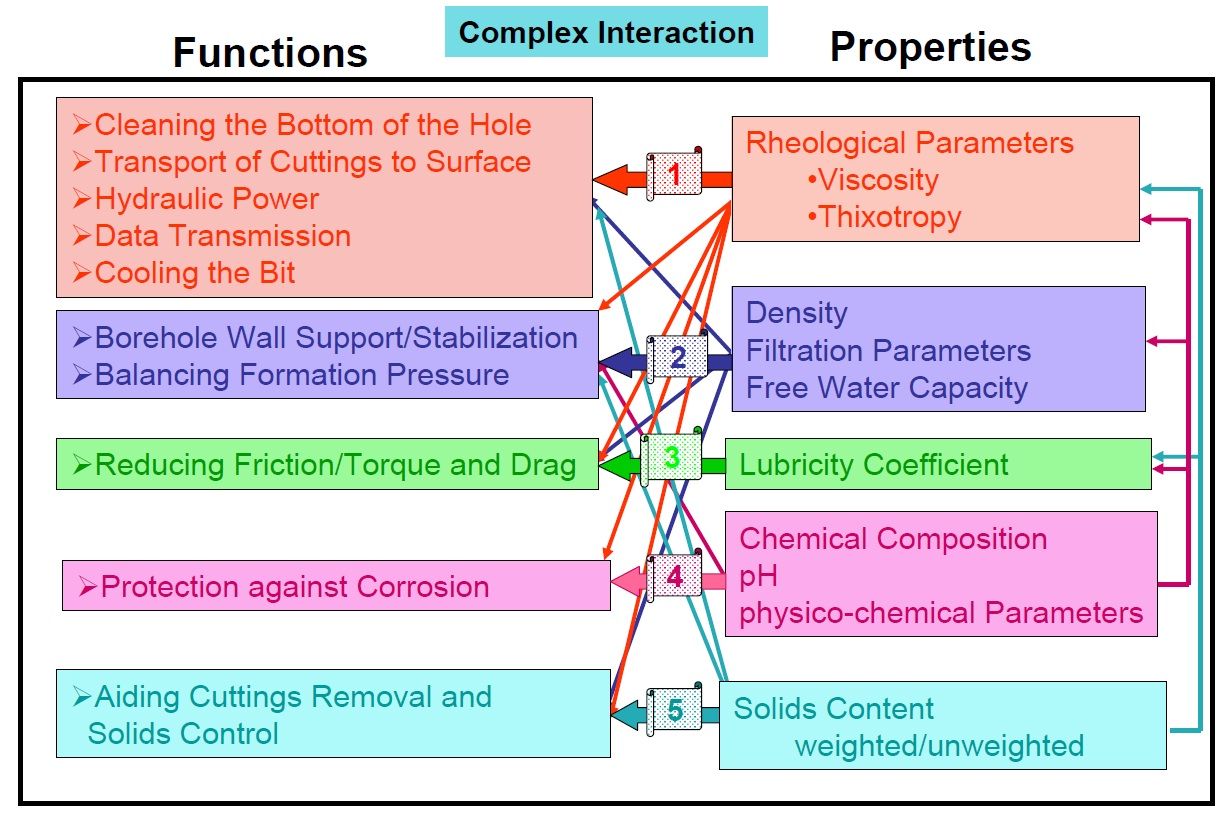 Complex Interaction
Functions
Properties
➢Cleaning the Bottom of the Hole
➢Transport of Cuttings to Surface
➢Hydraulic Power
➢Data Transmission
➢Cooling the Bit
1
Rheological Parameters
•Viscosity
•Thixotropy
➢Borehole Wall Support/Stabilization
➢Balancing Formation Pressure
2
Density
Filtration Parameters
Free Water Capacity
➢Reducing Friction/Torque and Drag
3
Lubricity Coefficient
➢Protection against Corrosion
4
Chemical Composition
pH
physico-chemical Parameters
➢Aiding Cuttings Removal and
Solids Control
5
Solids Content
weighted/unweighted